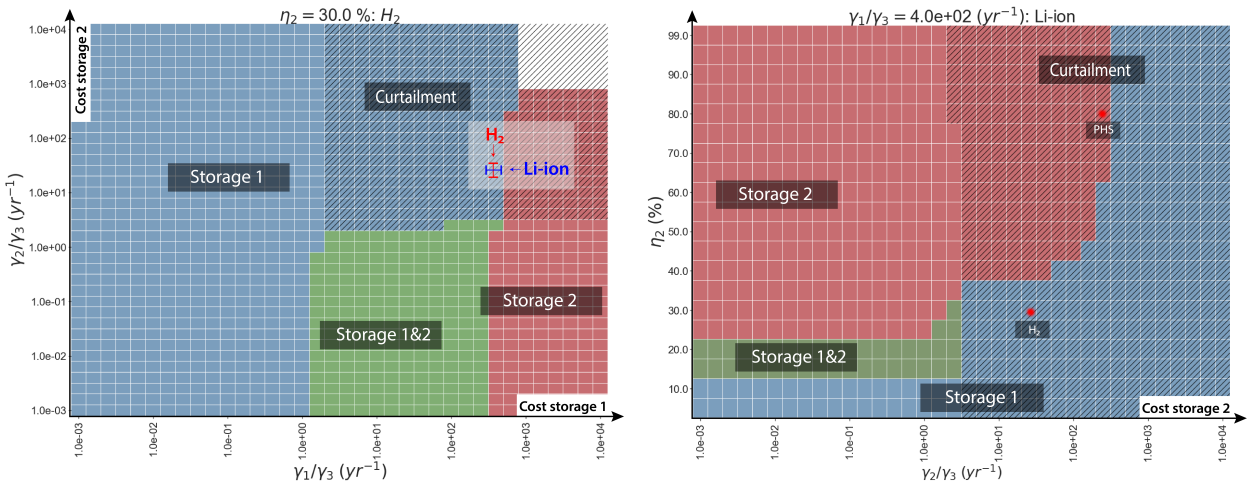 η₂ = 30.0 %: H₂
Cost storage 2
γ₂/γ₃ (yr⁻¹)
1.0e+04
1.0e+03
1.0e+02
1.0e+01
1.0e+00
1.0e−01
1.0e−02
1.0e−03
Curtailment
H₂
Li-ion
Storage 1
Storage 2
Storage 1&2
Cost storage 1
1.0e−03
1.0e−02
1.0e−01
1.0e+00
1.0e+01
1.0e+02
1.0e+03
1.0e+04
γ₁/γ₃ (yr⁻¹)
γ₁/γ₃ = 4.0e+02 (yr⁻¹): Li-ion
η₂ (%)
99.0
90.0
80.0
70.0
60.0
50.0
40.0
30.0
20.0
10.0
Curtailment
PHS
Storage 2
H₂
Storage 1&2
Storage 1
Cost storage 2
1.0e−03
1.0e−02
1.0e−01
1.0e+00
1.0e+01
1.0e+02
1.0e+03
1.0e+04
γ₂/γ₃ (yr⁻¹)